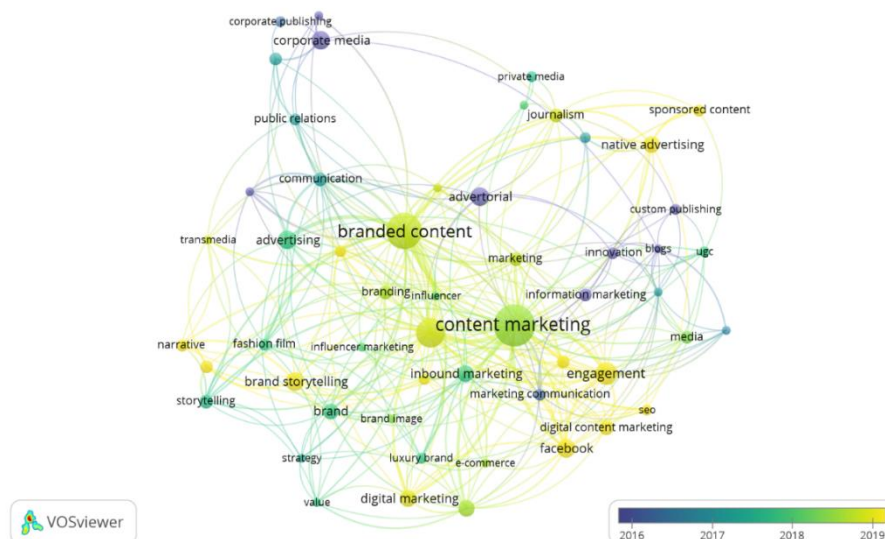 corporate publishing
corporate media
private media
sponsored content
journalism
public relations
native advertising
communication
advertorial
custom publishing
branded content
transmedia
advertising
innovation
blogs
ugc
marketing
branding
influencer
information marketing
content marketing
narrative
fashion film
influencer marketing
media
brand storytelling
inbound marketing
engagement
marketing communication
storytelling
brand
brand image
seo
digital content marketing
facebook
strategy
luxury brand
e-commerce
value
digital marketing
VOSviewer
2016
2017
2018
2019